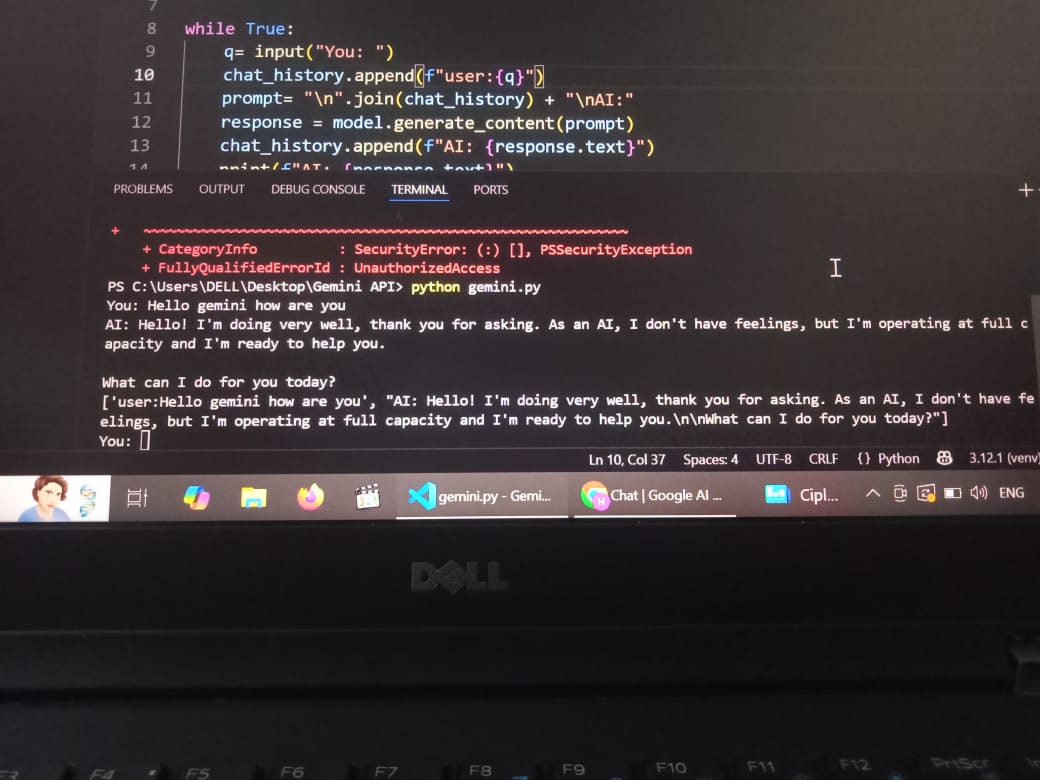 7
8 while True:
9 q= input("You: ")
10 chat_history.append(f"user:{q}")
11 prompt= "\n".join(chat_history) + "\nAI:"
12 response = model.generate_content(prompt)
13 chat_history.append(f"AI: {response.text}")
14 print(f"AI: {response.text}")
PROBLEMS OUTPUT DEBUG CONSOLE TERMINAL PORTS
+ ~~~~~~~~~~~~~~~~~~~~~~~~~~~~~~~~~~~~~~~~~~~~~~~~~~~~~~~~~~~
+ CategoryInfo : SecurityError: (:) [], PSSecurityException
+ FullyQualifiedErrorId : UnauthorizedAccess
PS C:\Users\DELL\Desktop\Gemini API> python gemini.py
You: Hello gemini how are you
AI: Hello! I'm doing very well, thank you for asking. As an AI, I don't have feelings, but I'm operating at full c
apacity and I'm ready to help you.
What can I do for you today?
['user:Hello gemini how are you', "AI: Hello! I'm doing very well, thank you for asking. As an AI, I don't have fe
elings, but I'm operating at full capacity and I'm ready to help you.\n\nWhat can I do for you today?"]
You:
Ln 10, Col 37 Spaces: 4 UTF-8 CRLF {} Python 3.12.1 (venv)
gemini.py - Gemi... Chat | Google AI ... Cipl... ENG
DELL
F3 F4 F5 F6 F7 F8 F9 F10 F11 F12 PrtScr